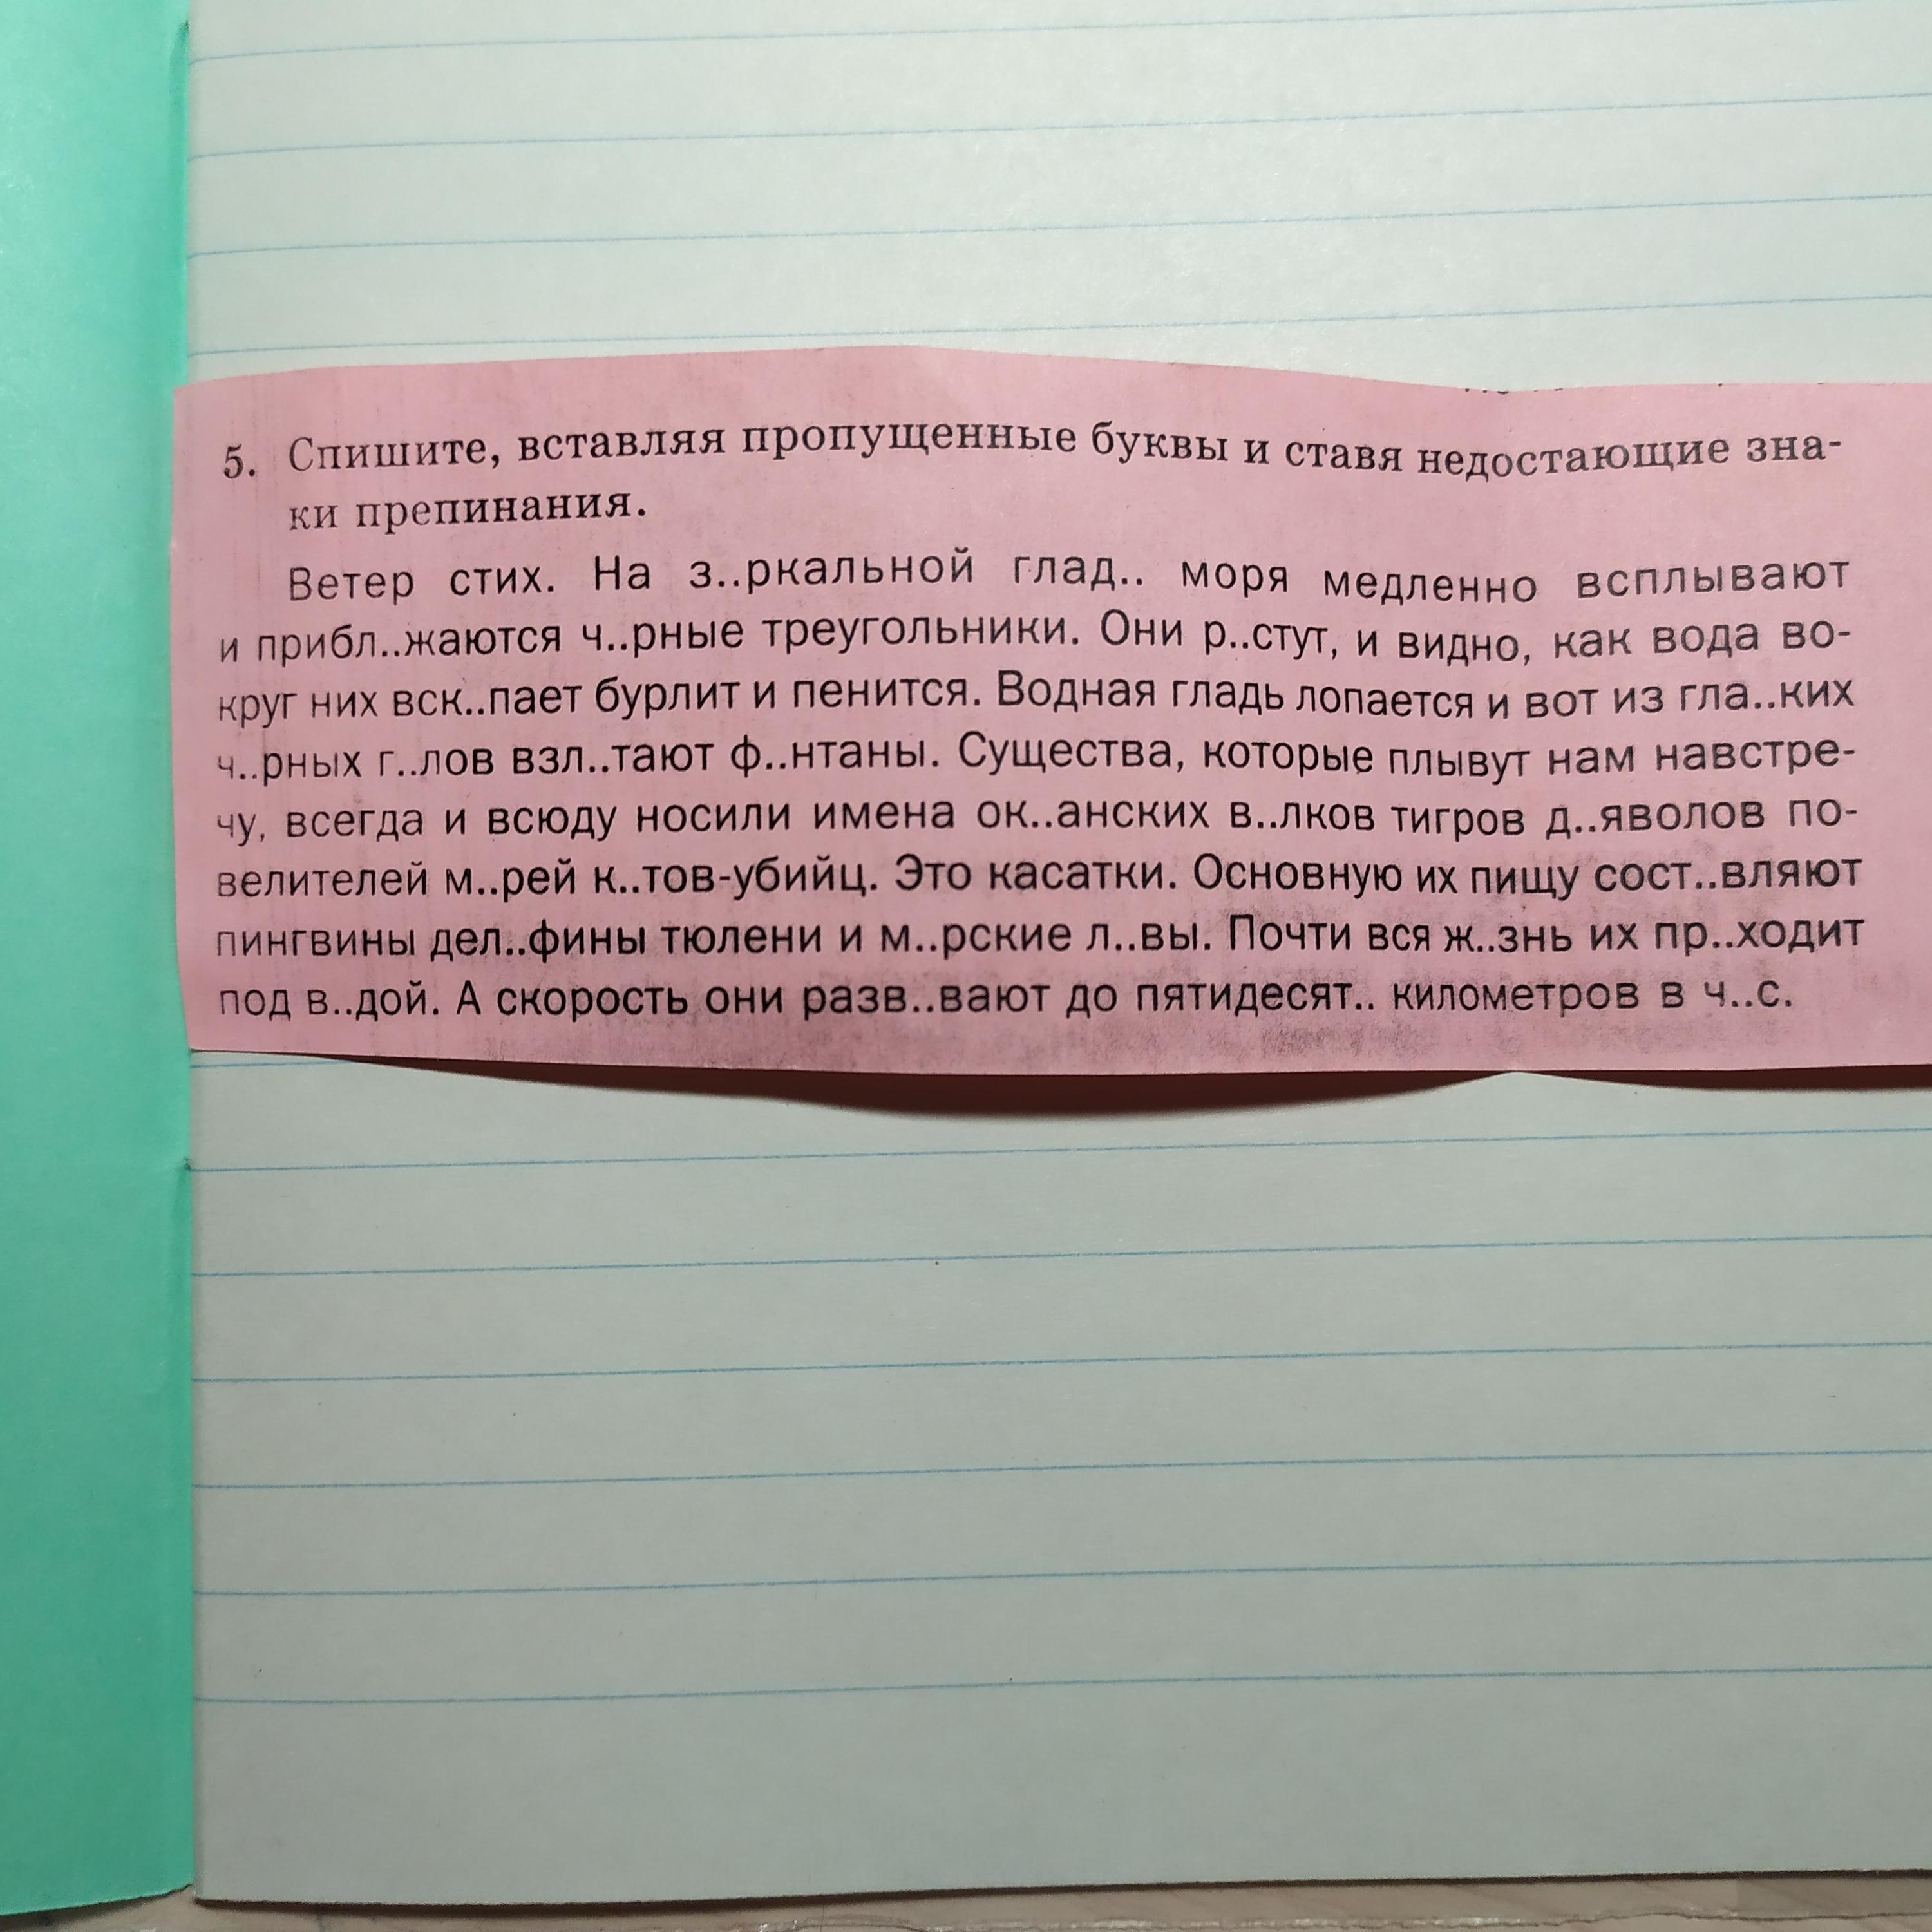 5. Спишите, вставляя пропущенные буквы и ставя недостающие зна-
ки препинания.
Ветер стих. На з..ркальной глад.. моря медленно всплывают
и прибл..жаются ч..рные треугольники. Они р..стут, и видно, как вода во-
круг них вск..пает бурлит и пенится. Водная гладь лопается и вот из гла..ких
ч..рных г..лов взл..тают ф..нтаны. Существа, которые плывут нам навстре-
чу, всегда и всюду носили имена ок..анских в..лков тигров д..яволов по-
велителей м..рей к..тов-убийц. Это касатки. Основную их пищу сост..вляют
пингвины дел..фины тюлени и м..рские л..вы. Почти вся ж..знь их пр..ходит
под в..дой. А скорость они разв..вают до пятидесят.. километров в ч..с.